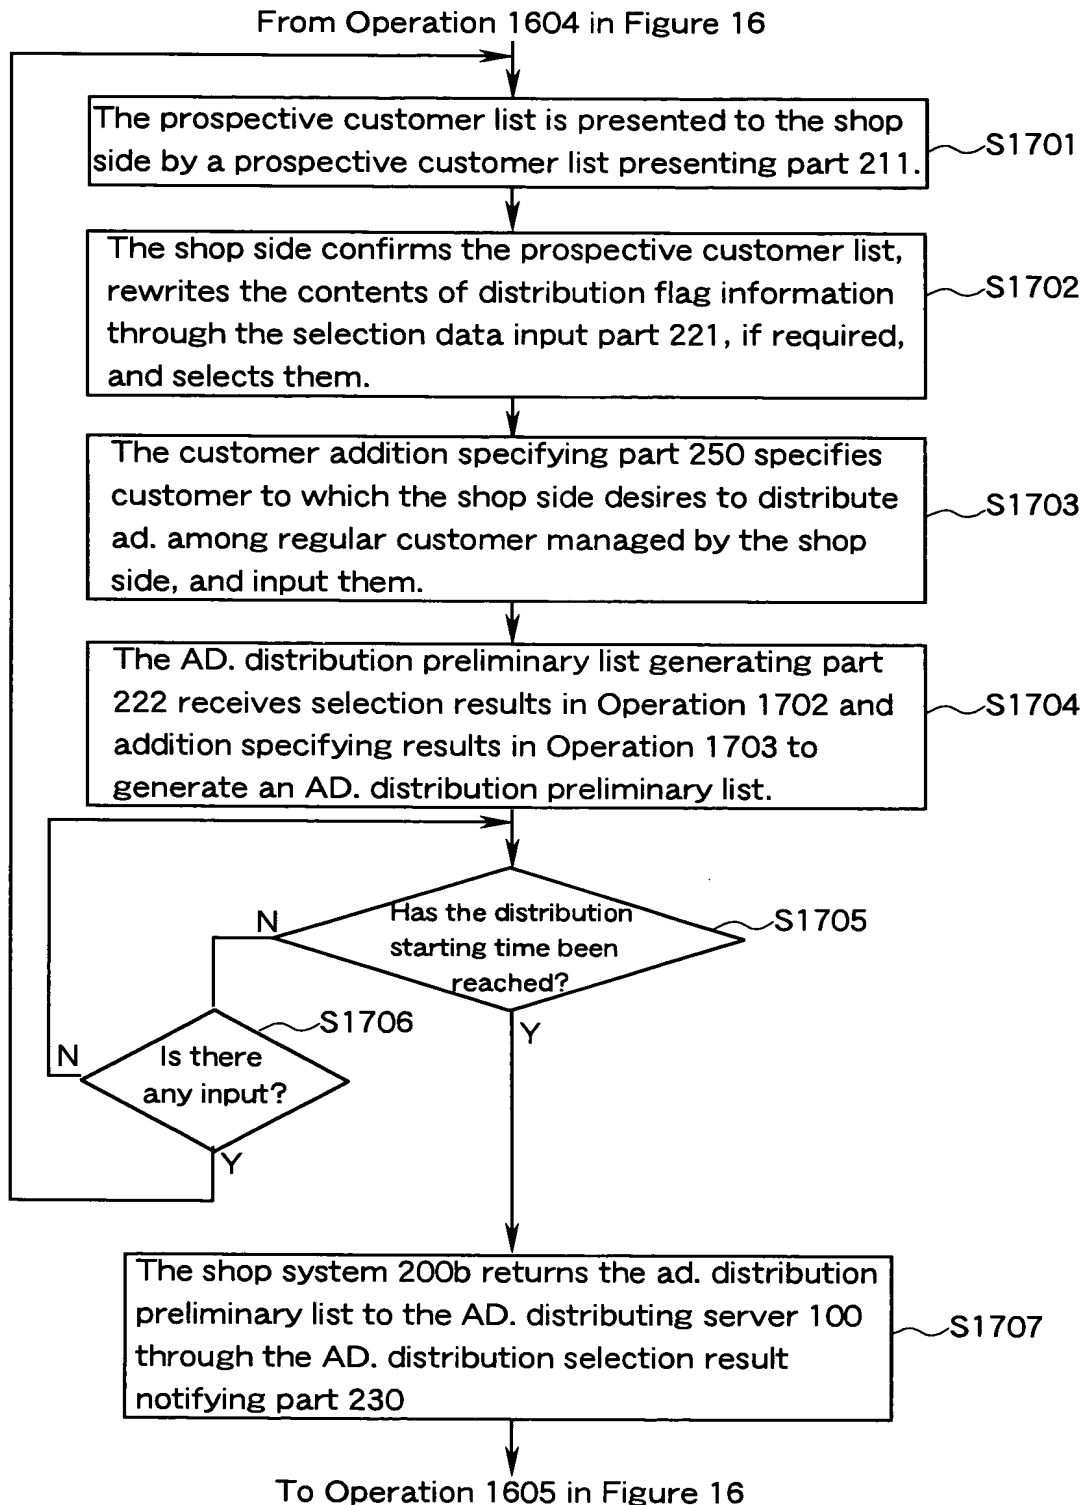 From Operation 1604 in Figure 16
The prospective customer list is presented to the shop
side by a prospective customer list presenting part 211.
S1701
The shop side confirms the prospective customer list,
rewrites the contents of distribution flag information
through the selection data input part 221, if required,
and selects them.
S1702
The customer addition specifying part 250 specifies
customer to which the shop side desires to distribute
ad. among regular customer managed by the shop
side, and input them.
S1703
The AD. distribution preliminary list generating part
222 receives selection results in Operation 1702 and
addition specifying results in Operation 1703 to
generate an AD. distribution preliminary list.
S1704
Has the distribution
starting time been
reached?
S1705
N
Y
Is there
any input?
S1706
N
Y
The shop system 200b returns the ad. distribution
preliminary list to the AD. distributing server 100
through the AD. distribution selection result
notifying part 230
S1707
To Operation 1605 in Figure 16